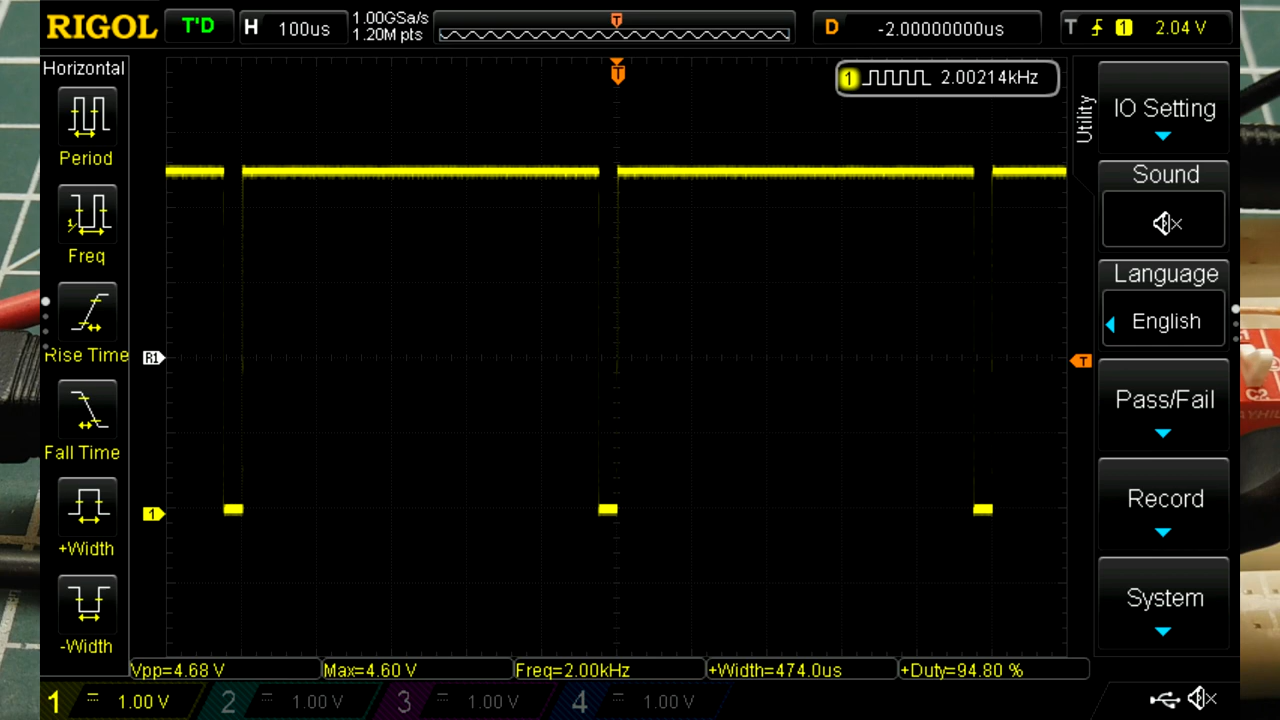 RIGOL T'D H 100us 1.00GSa/s 1.20M pts T D -2.00000000us T 1 2.04 V
Horizontal
Period
1/
Freq
Rise Time
Fall Time
+Width
-Width
T
1 2.00214kHz
R1
T
1
Vpp=4.68 V Max=4.60 V Freq=2.00kHz +Width=474.0us +Duty=94.80 %
1 1.00 V 2 1.00 V 3 1.00 V 4 1.00 V
Utility
IO Setting
Sound
Language
English
Pass/Fail
Record
System
C2